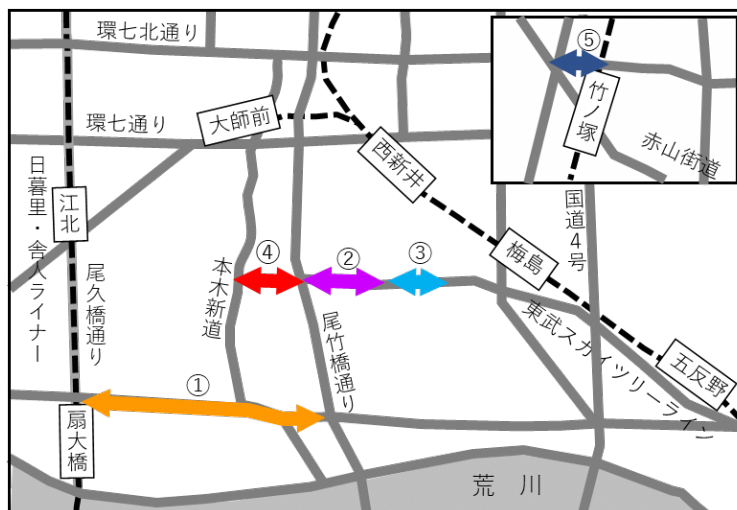 環七北通り
⑤
竹ノ塚
赤山街道
大師前
環七通り
西新井
日暮里・舎人ライナー
江北
尾久橋通り
本木新道
④
②
③
梅島
国道4号
尾竹橋通り
東武スカイツリーライン
五反野
①
扇大橋
荒川